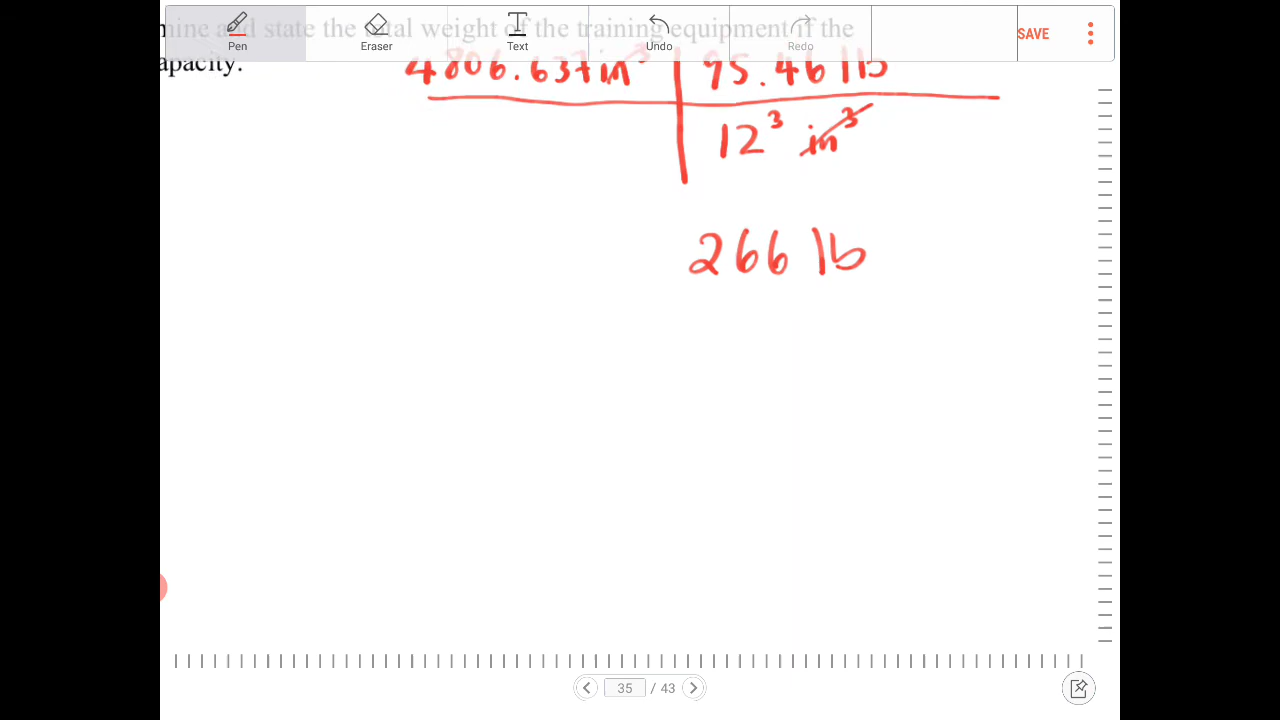 mine and state the total weight of the training equipment if the
apacity.
Pen
Eraser
Text
Undo
Redo
SAVE
4806.637 in³ 95.46 lb
12³ in³
266 lb
35 / 43